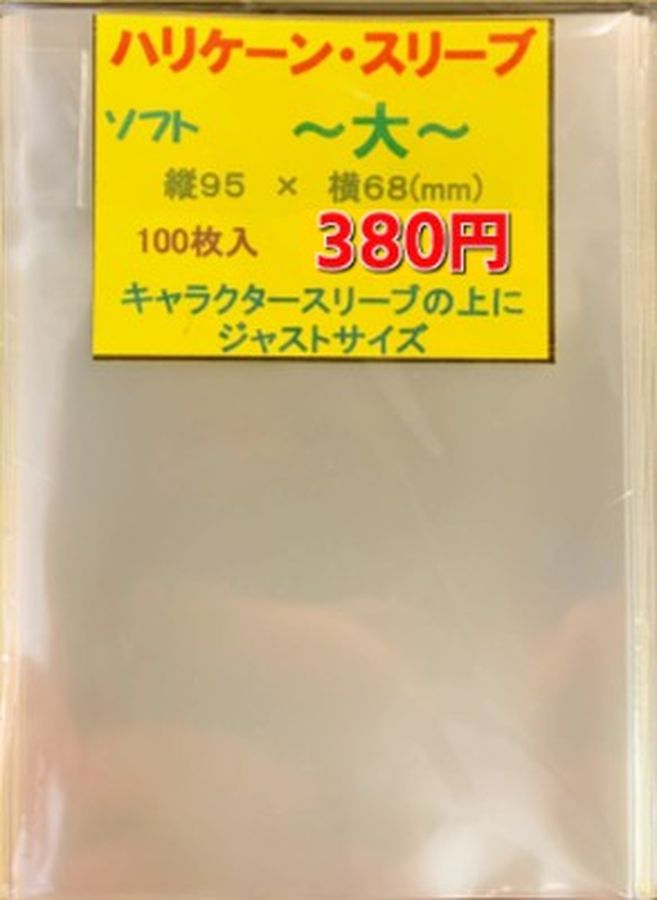 ハリケーン・スリーブ
ソフト ～大～
縦95 × 横68(mm)
100枚入 380円
キャラクタースリーブの上に
ジャストサイズ